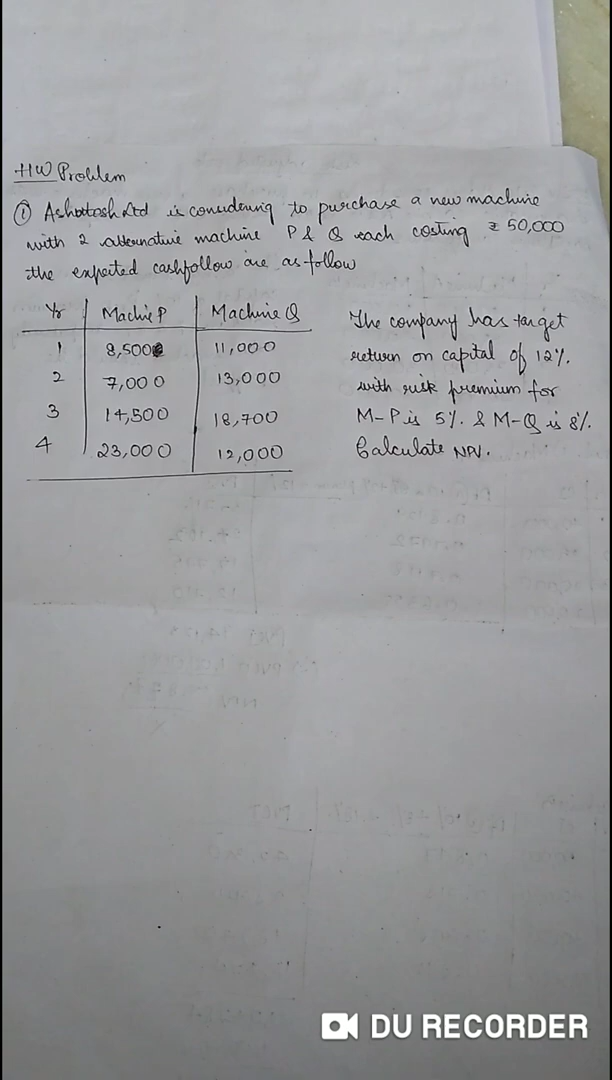 HW Problem
① Ashutosh Ltd is considering to purchase a new machine
with 2 alternative machine P & Q each costing ₹ 50,000
the expected cashfollow are as follow
Yr Machie P Machine Q
1 8,500 11,000
2 7,000 13,000
3 14,500 18,700
4 23,000 12,000
The company has target
return on capital of 12%.
with risk premium for
M-P is 5%. & M-Q is 8%.
Calculate NPV.
DU RECORDER